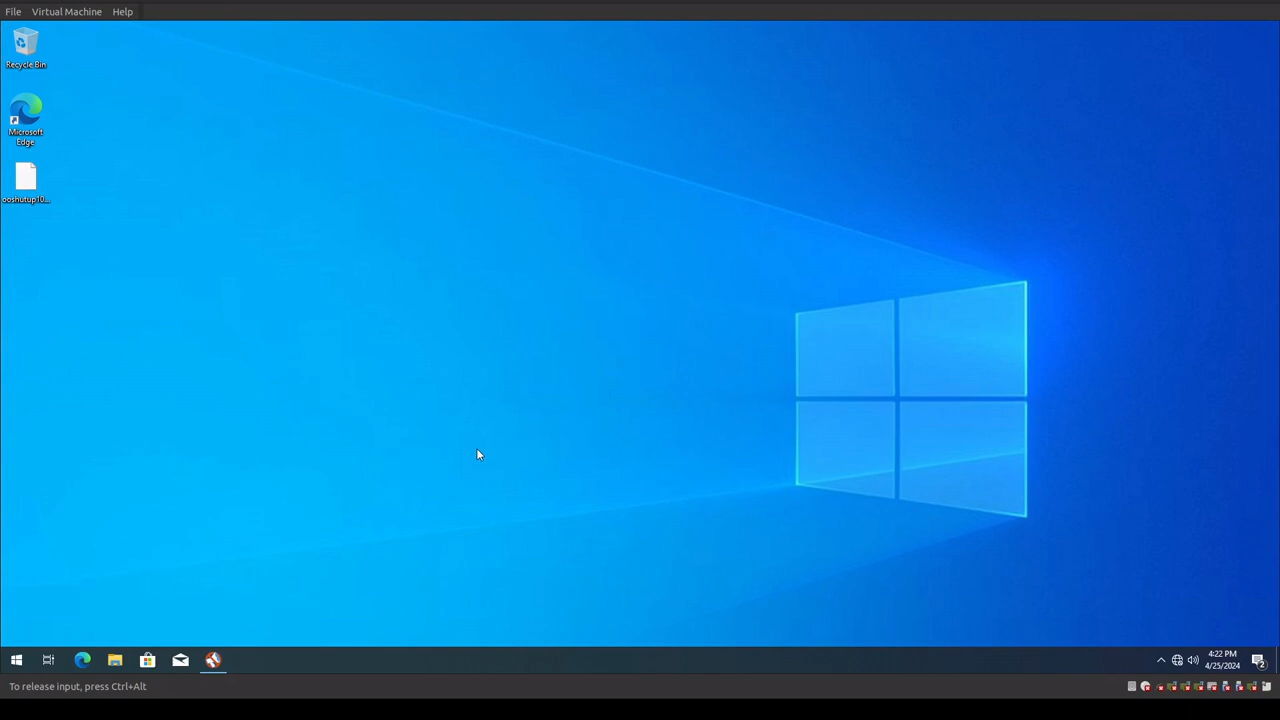 File Virtual Machine Help
Recycle Bin
Microsoft
Edge
ooshutup10...
4:22 PM
4/25/2024
2
To release input, press Ctrl+Alt